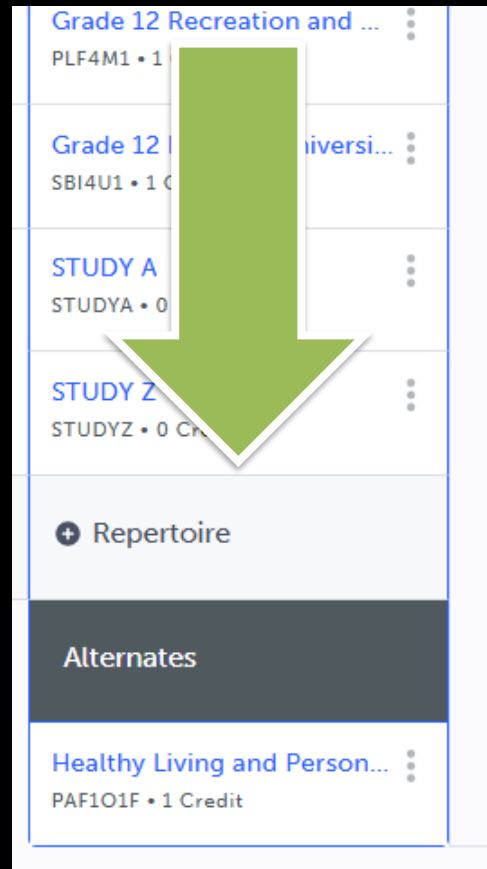 Grade 12 Recreation and ...
PLF4M1 • 1
Grade 12 iversi...
SBI4U1 • 1
STUDY A
STUDYA • 0
STUDY Z
STUDYZ • 0
Repertoire
Alternates
Healthy Living and Person...
PAF1O1F • 1 Credit